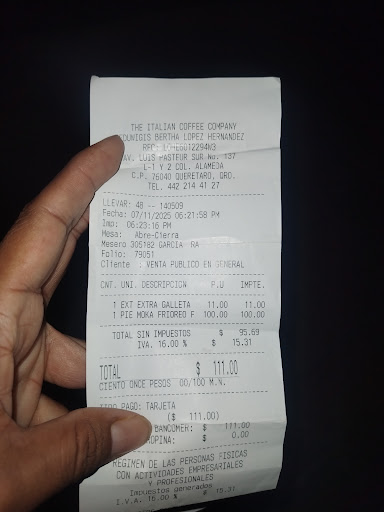 THE ITALIAN COFFEE COMPANY
EDUWIGIS BERTHA LOPEZ HERNANDEZ
RFC:
AV. LUIS PASTEUR SUR No. 137
L-1 Y 2 COL. ALAMEDA
C.P. 76040 QUERETARO, QRO.
TEL. 442 214 41 27
LLEVAR: 48 -- 140509
Fecha: 07/11/2025 06:21:58 PM
Imp: 06:23:16 PM
Mesa: Abre-Cierra
Mesero 305182 GARCIA RA
Folio: 79051
Cliente : VENTA PUBLICO EN GENERAL
CNT. UNI. DESCRIPCION P.U IMPTE.
1 EXT EXTRA GALLETA 11.00 11.00
1 PIE MOKA FRIOREO F 100.00 100.00
TOTAL SIN IMPUESTOS $ 95.69
IVA. 16.00 % $ 15.31
TOTAL $ 111.00
CIENTO ONCE PESOS 00/100 M.N.
PAGO: TARJETA
($ 111.00)
BANCOMER: $ 111.00
ROPINA: $ 0.00
REGIMEN DE LAS PERSONAS FISICAS
CON ACTIVIDADES EMPRESARIALES
Y PROFESIONALES
Impuestos generados
I.V.A. 16.00 % $ 15.31